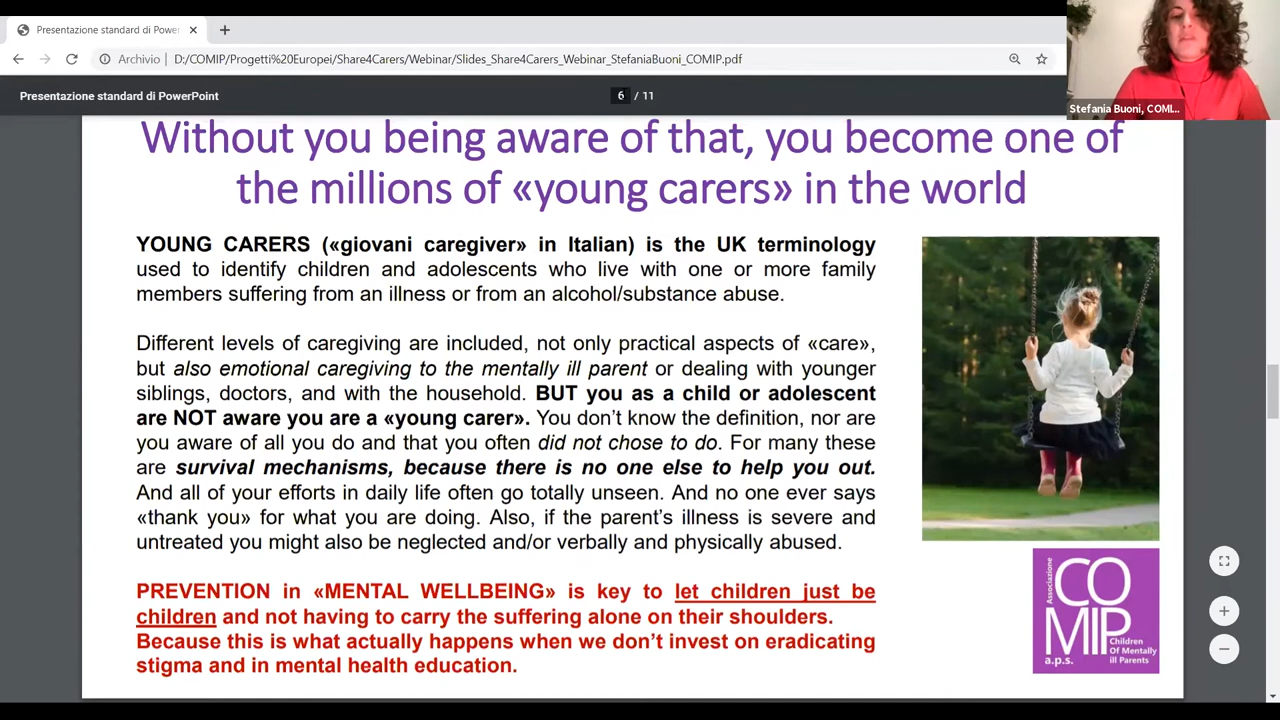 Presentazione standard di Power
Archivio
D:/COMIP/Progetti%20Europei/Share4Carers/Webinar/Slides_Share4Carers_Webinar_StefaniaBuoni_COMIP.pdf
Stefania Buoni, COMI...
Presentazione standard di PowerPoint
6 / 11
Without you being aware of that, you become one of
the millions of «young carers» in the world
YOUNG CARERS («giovani caregiver» in Italian) is the UK terminology
used to identify children and adolescents who live with one or more family
members suffering from an illness or from an alcohol/substance abuse.
Different levels of caregiving are included, not only practical aspects of «care»,
but also emotional caregiving to the mentally ill parent or dealing with younger
siblings, doctors, and with the household. BUT you as a child or adolescent
are NOT aware you are a «young carer». You don't know the definition, nor are
you aware of all you do and that you often did not chose to do. For many these
are survival mechanisms, because there is no one else to help you out.
And all of your efforts in daily life often go totally unseen. And no one ever says
«thank you» for what you are doing. Also, if the parent's illness is severe and
untreated you might also be neglected and/or verbally and physically abused.
PREVENTION in «MENTAL WELLBEING» is key to let children just be
children and not having to carry the suffering alone on their shoulders.
Because this is what actually happens when we don't invest on eradicating
stigma and in mental health education.
Associazione
CO
MIP
Children
Of Mentally
ill Parents
a.p.s.